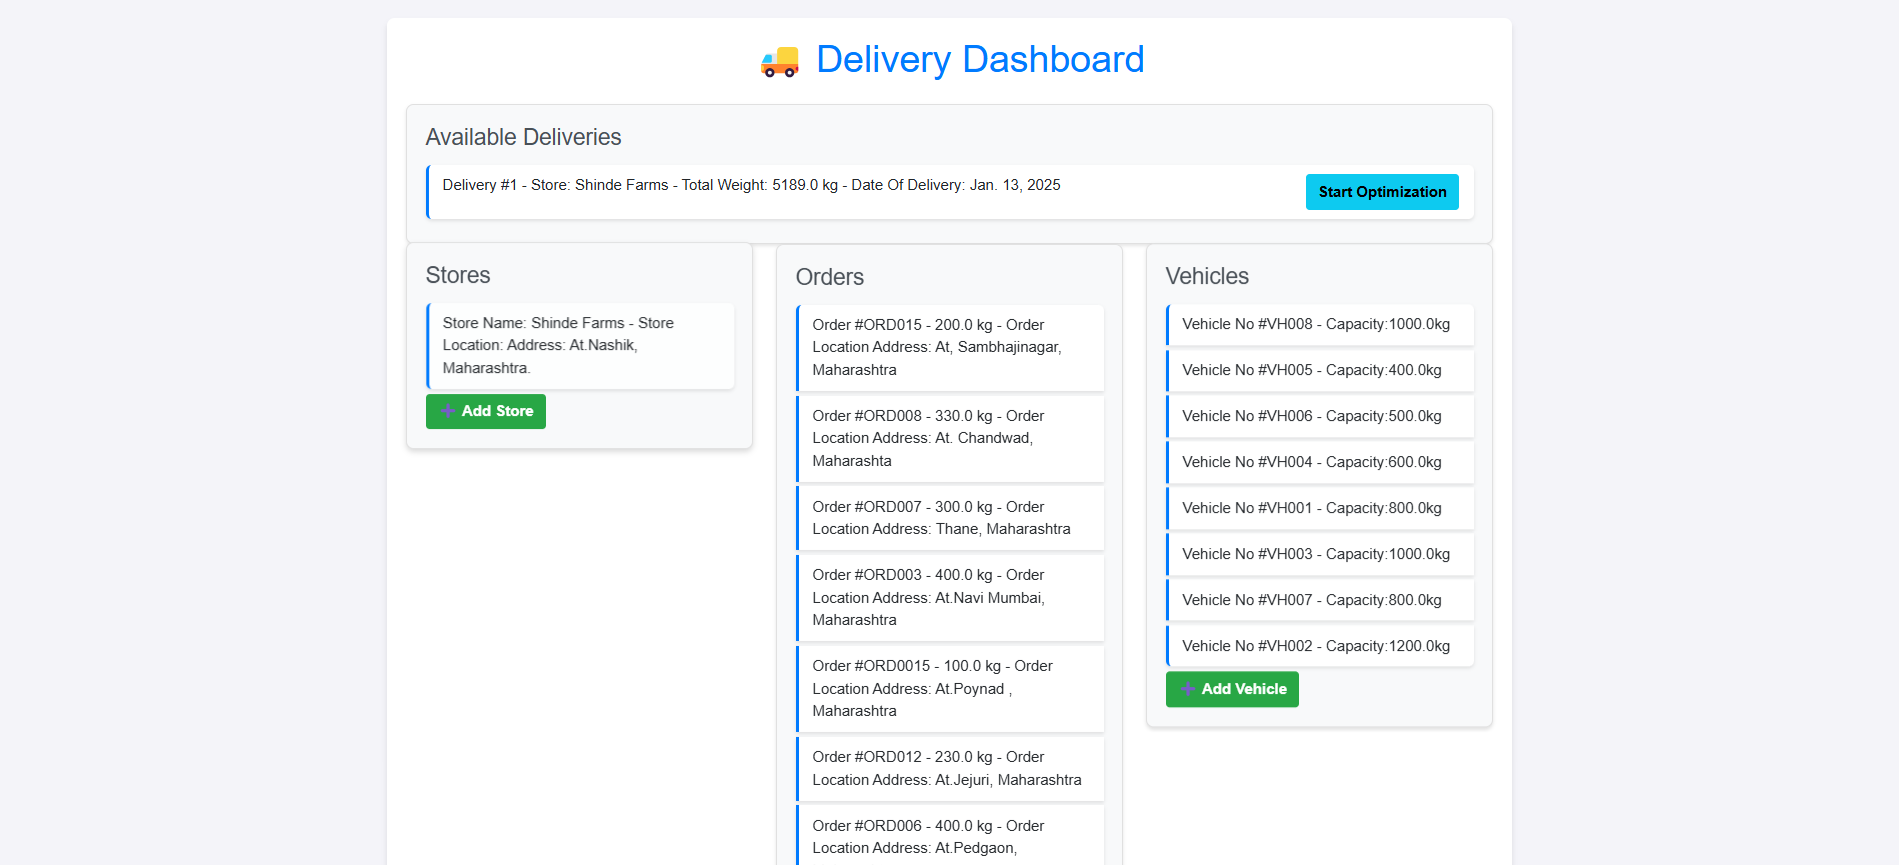 Delivery Dashboard
Available Deliveries
Delivery #1 - Store: Shinde Farms - Total Weight: 5189.0 kg - Date Of Delivery: Jan. 13, 2025
Start Optimization
Stores
Store Name: Shinde Farms - Store
Location: Address: At.Nashik,
Maharashtra.
Add Store
Orders
Order #ORD015 - 200.0 kg - Order
Location Address: At, Sambhajinagar,
Maharashtra
Order #ORD008 - 330.0 kg - Order
Location Address: At. Chandwad,
Maharashta
Order #ORD007 - 300.0 kg - Order
Location Address: Thane, Maharashtra
Order #ORD003 - 400.0 kg - Order
Location Address: At.Navi Mumbai,
Maharashtra
Order #ORD0015 - 100.0 kg - Order
Location Address: At.Poynad ,
Maharashtra
Order #ORD012 - 230.0 kg - Order
Location Address: At.Jejuri, Maharashtra
Order #ORD006 - 400.0 kg - Order
Location Address: At.Pedgaon,
Vehicles
Vehicle No #VH008 - Capacity:1000.0kg
Vehicle No #VH005 - Capacity:400.0kg
Vehicle No #VH006 - Capacity:500.0kg
Vehicle No #VH004 - Capacity:600.0kg
Vehicle No #VH001 - Capacity:800.0kg
Vehicle No #VH003 - Capacity:1000.0kg
Vehicle No #VH007 - Capacity:800.0kg
Vehicle No #VH002 - Capacity:1200.0kg
Add Vehicle